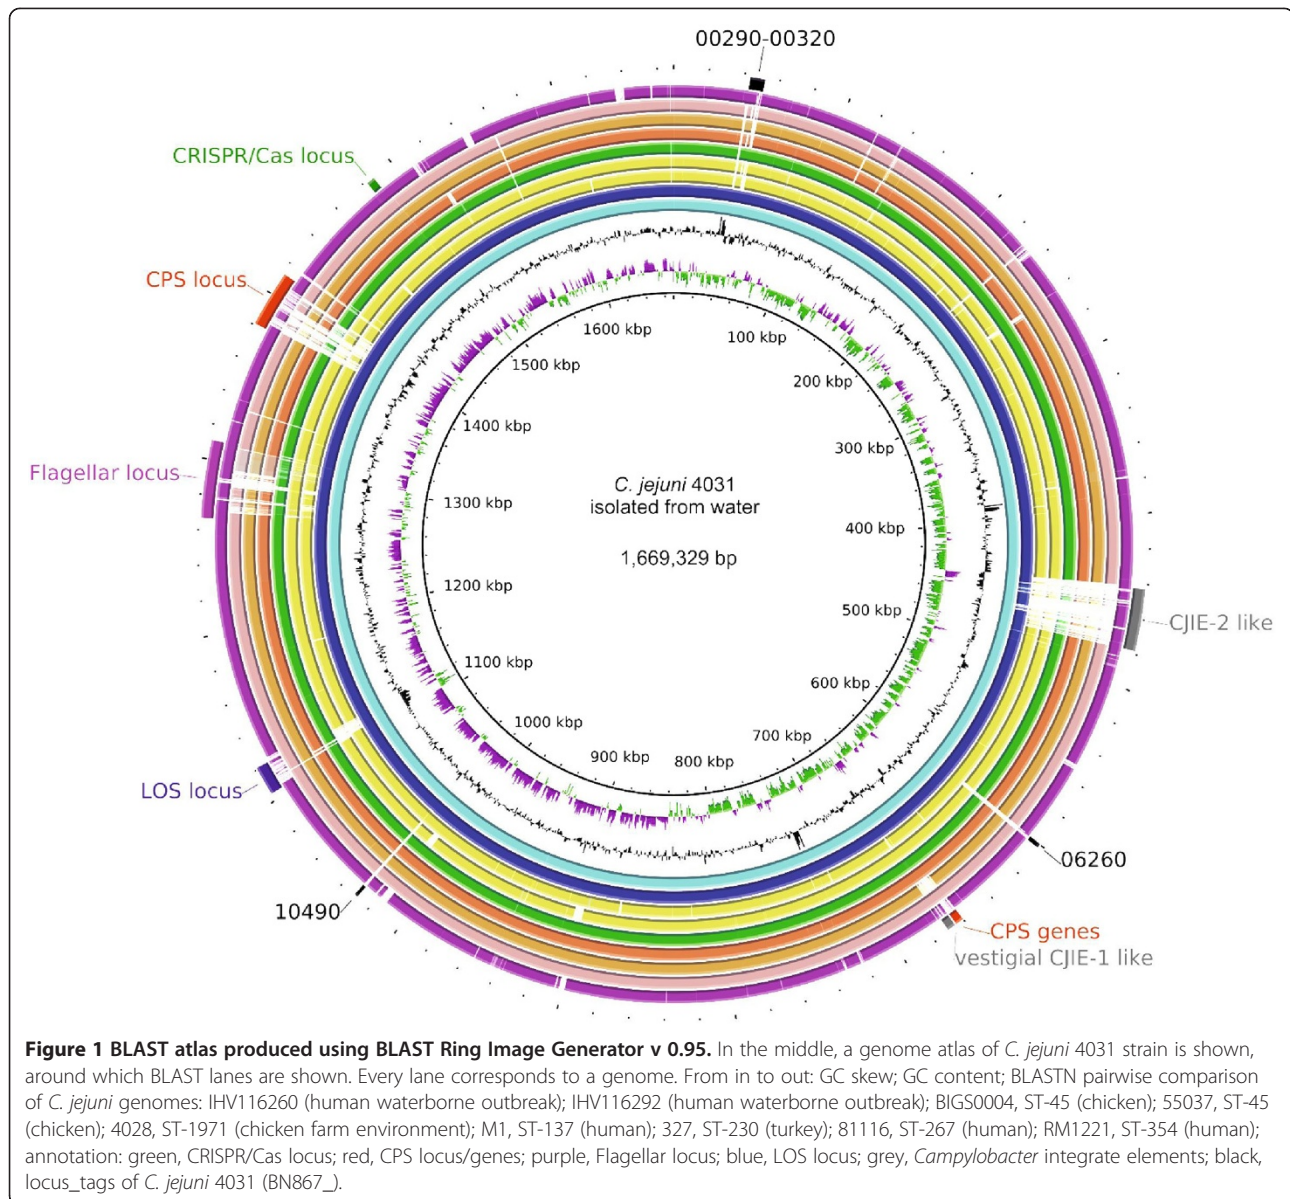 00290-00320
CRISPR/Cas locus
CPS locus
Flagellar locus
LOS locus
10490
CJIE-2 like
06260
CPS genes
vestigial CJIE-1 like
100 kbp
200 kbp
300 kbp
400 kbp
500 kbp
600 kbp
700 kbp
800 kbp
900 kbp
1000 kbp
1100 kbp
1200 kbp
1300 kbp
1400 kbp
1500 kbp
1600 kbp
C. jejuni 4031
isolated from water
1,669,329 bp
Figure 1 BLAST atlas produced using BLAST Ring Image Generator v 0.95. In the middle, a genome atlas of C. jejuni 4031 strain is shown,
around which BLAST lanes are shown. Every lane corresponds to a genome. From in to out: GC skew; GC content; BLASTN pairwise comparison
of C. jejuni genomes: IHV116260 (human waterborne outbreak); IHV116292 (human waterborne outbreak); BIGS0004, ST-45 (chicken); 55037, ST-45
(chicken); 4028, ST-1971 (chicken farm environment); M1, ST-137 (human); 327, ST-230 (turkey); 81116, ST-267 (human); RM1221, ST-354 (human);
annotation: green, CRISPR/Cas locus; red, CPS locus/genes; purple, Flagellar locus; blue, LOS locus; grey, Campylobacter integrate elements; black,
locus_tags of C. jejuni 4031 (BN867_).